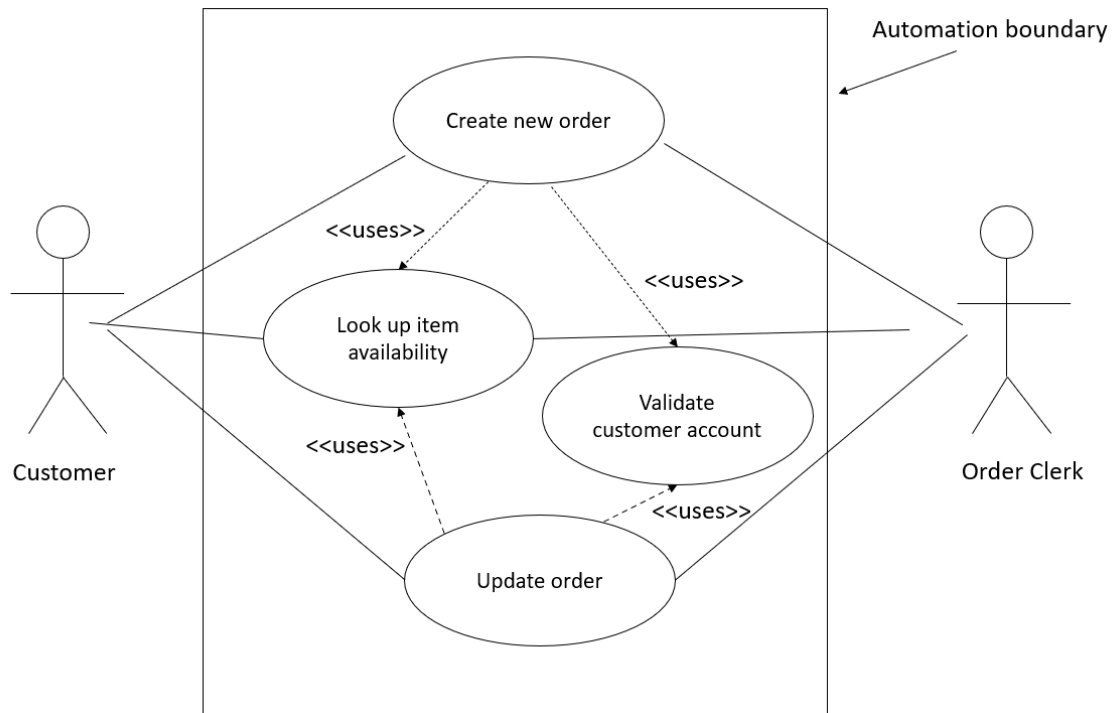 Automation boundary
Create new order
<<uses>>
<<uses>>
Look up item
availability
Validate
customer account
<<uses>>
Customer
Order Clerk
<<uses>>
Update order